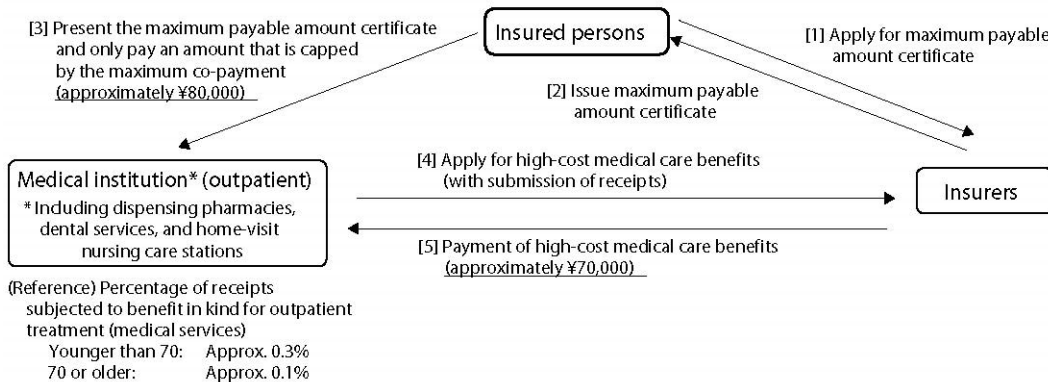 [3] Present the maximum payable amount certificate
and only pay an amount that is capped
by the maximum co-payment
(approximately ¥80,000)
Insured persons
[1] Apply for maximum payable
amount certificate
[2] Issue maximum payable
amount certificate
Medical institution* (outpatient)
* Including dispensing pharmacies,
dental services, and home-visit
nursing care stations
[4] Apply for high-cost medical care benefits
(with submission of receipts)
Insurers
[5] Payment of high-cost medical care benefits
(approximately ¥70,000)
(Reference) Percentage of receipts
subjected to benefit in kind for outpatient
treatment (medical services)
Younger than 70: Approx. 0.3%
70 or older: Approx. 0.1%